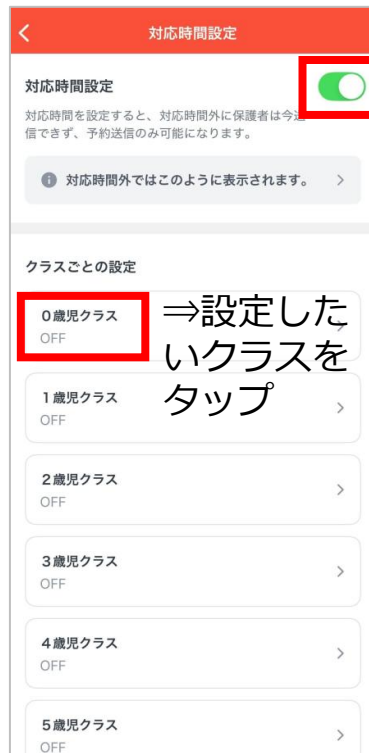 対応時間設定
対応時間設定
対応時間を設定すると、対応時間外に保護者は今送
信できず、予約送信のみ可能になります。
対応時間外ではこのように表示されます。
クラスごとの設定
0歳児クラス
OFF
⇒設定した
いクラスを
タップ
1歳児クラス
OFF
2歳児クラス
OFF
3歳児クラス
OFF
4歳児クラス
OFF
5歳児クラス
OFF